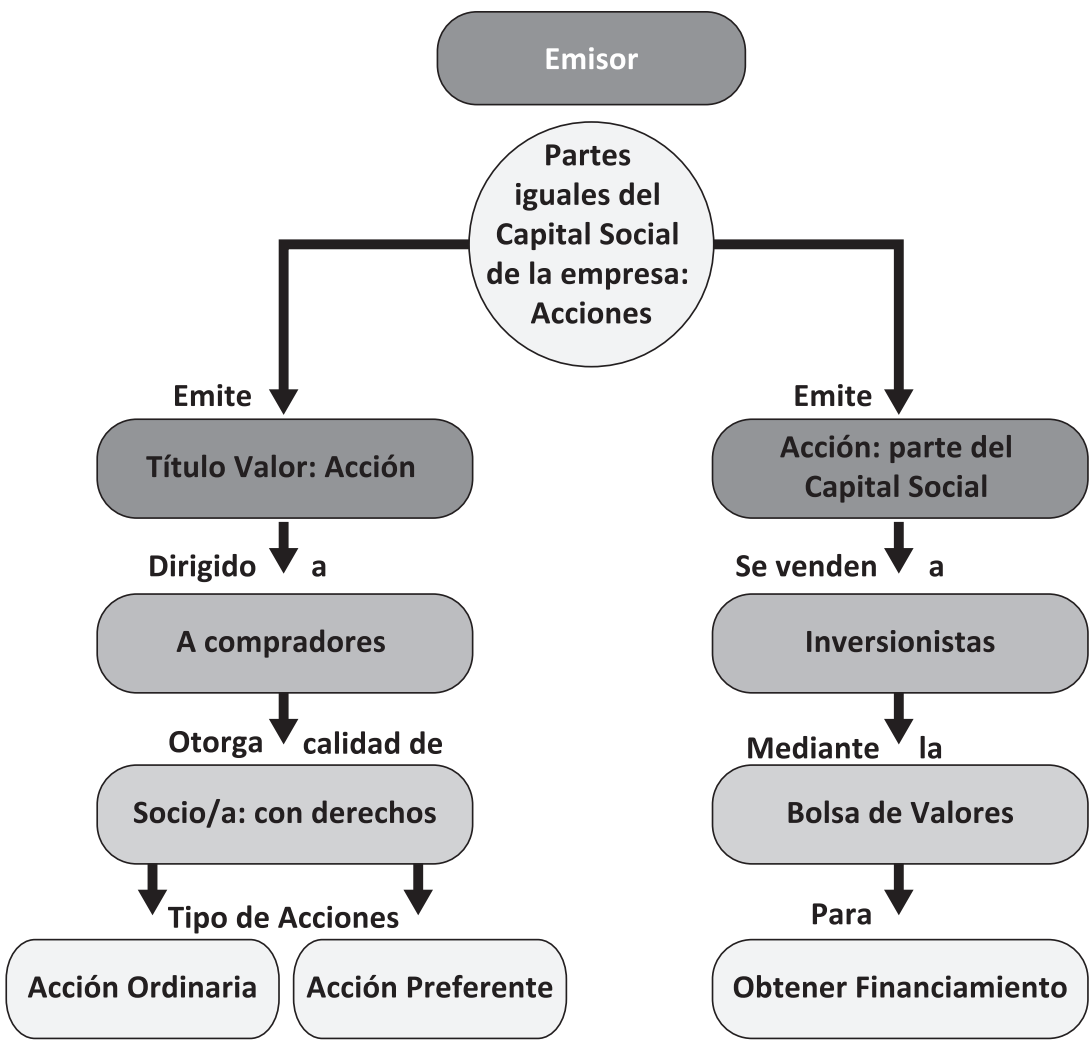 Emisor
Partes
iguales del
Capital Social
de la empresa:
Acciones
Emite
Título Valor: Acción
Dirigido a
A compradores
Otorga calidad de
Socio/a: con derechos
Tipo de Acciones
Acción Ordinaria
Acción Preferente
Emite
Acción: parte del
Capital Social
Se venden a
Inversionistas
Mediante la
Bolsa de Valores
Para
Obtener Financiamiento